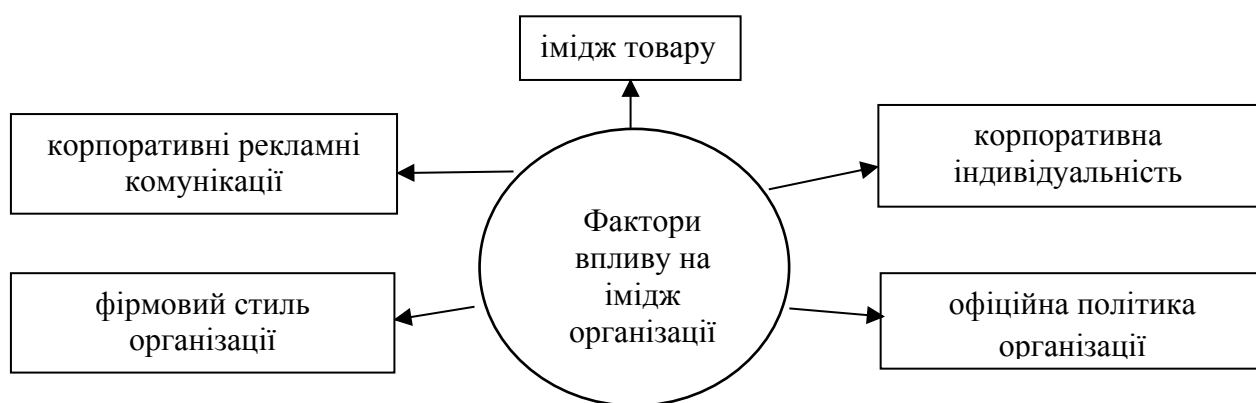 імідж товару
корпоративні рекламні
комунікації
корпоративна
індивідуальність
Фактори
впливу на
імідж
організації
фірмовий стиль
організації
офіційна політика
організації